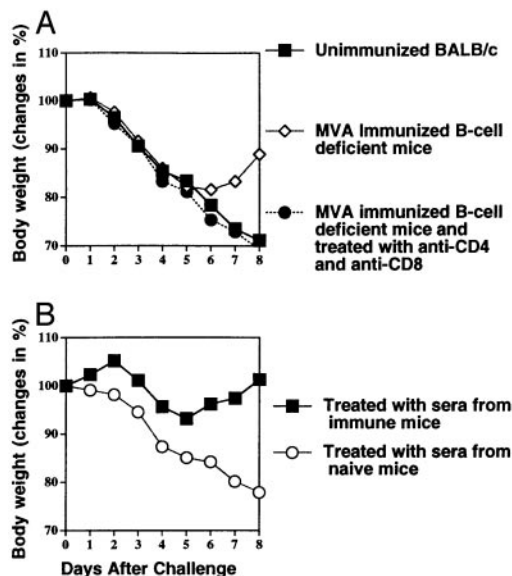 A
Body weight (changes in %)
110
100
90
80
70
0 1 2 3 4 5 6 7 8
Unimmunized BALB/c
MVA Immunized B-cell
deficient mice
MVA immunized B-cell
deficient mice and
treated with anti-CD4
and anti-CD8
B
Body weight (changes in %)
110
100
90
80
70
0 1 2 3 4 5 6 7 8
Days After Challenge
Treated with sera from
immune mice
Treated with sera from
naive mice